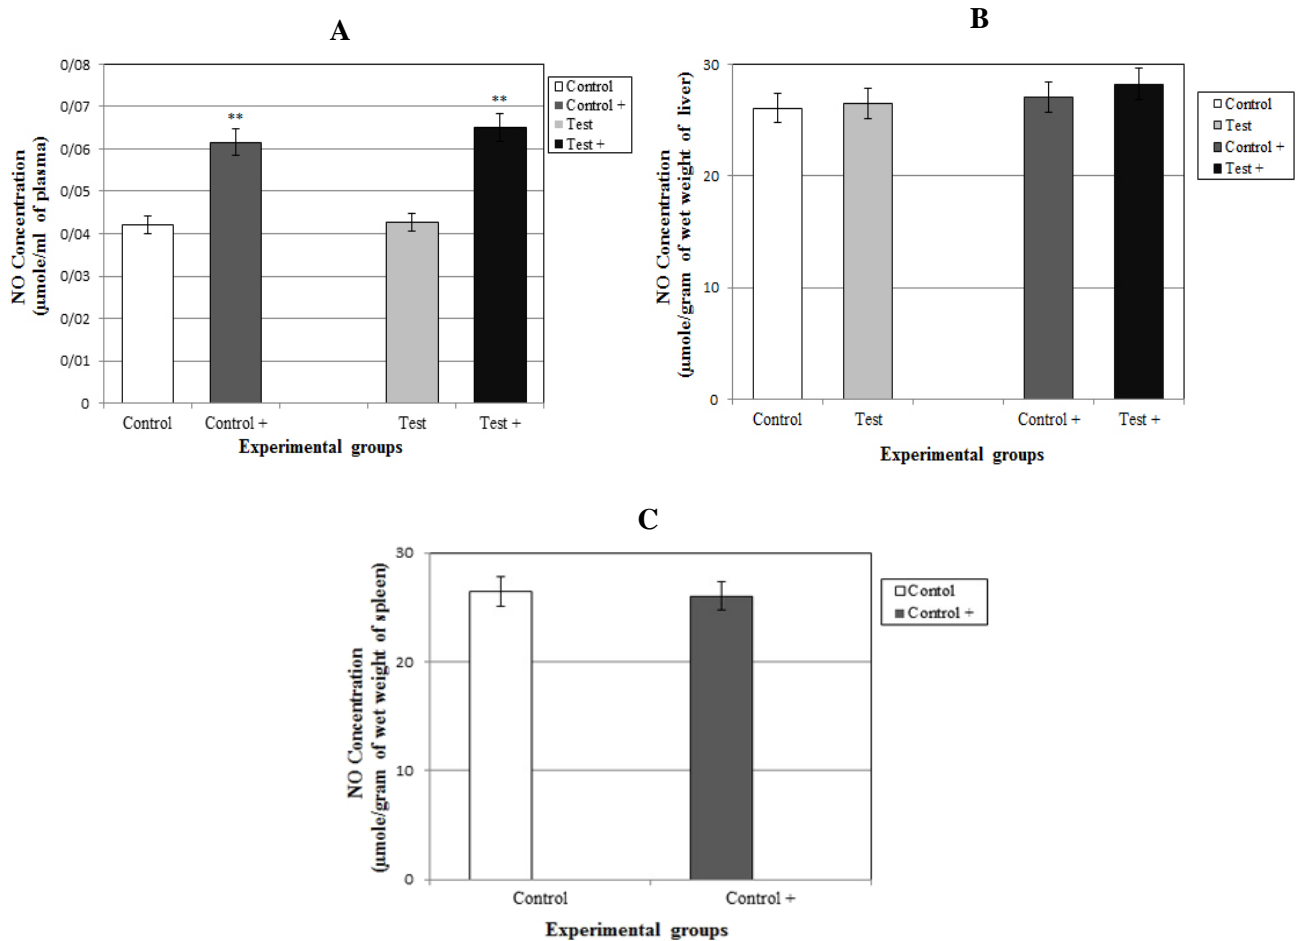 A
NO Concentration
(µmole/ml of plasma)
0/08
0/07
0/06
0/05
0/04
0/03
0/02
0/01
0
**
**
Control
Control +
Test
Test +
Experimental groups
Control
Control +
Test
Test +
B
NO Concentration
(µmole/gram of wet weight of liver)
30
20
10
0
Control
Test
Control +
Test +
Experimental groups
Control
Test
Control +
Test +
C
NO Concentration
(µmole/gram of wet weight of spleen)
30
20
10
0
Control
Control +
Experimental groups
Contol
Control +